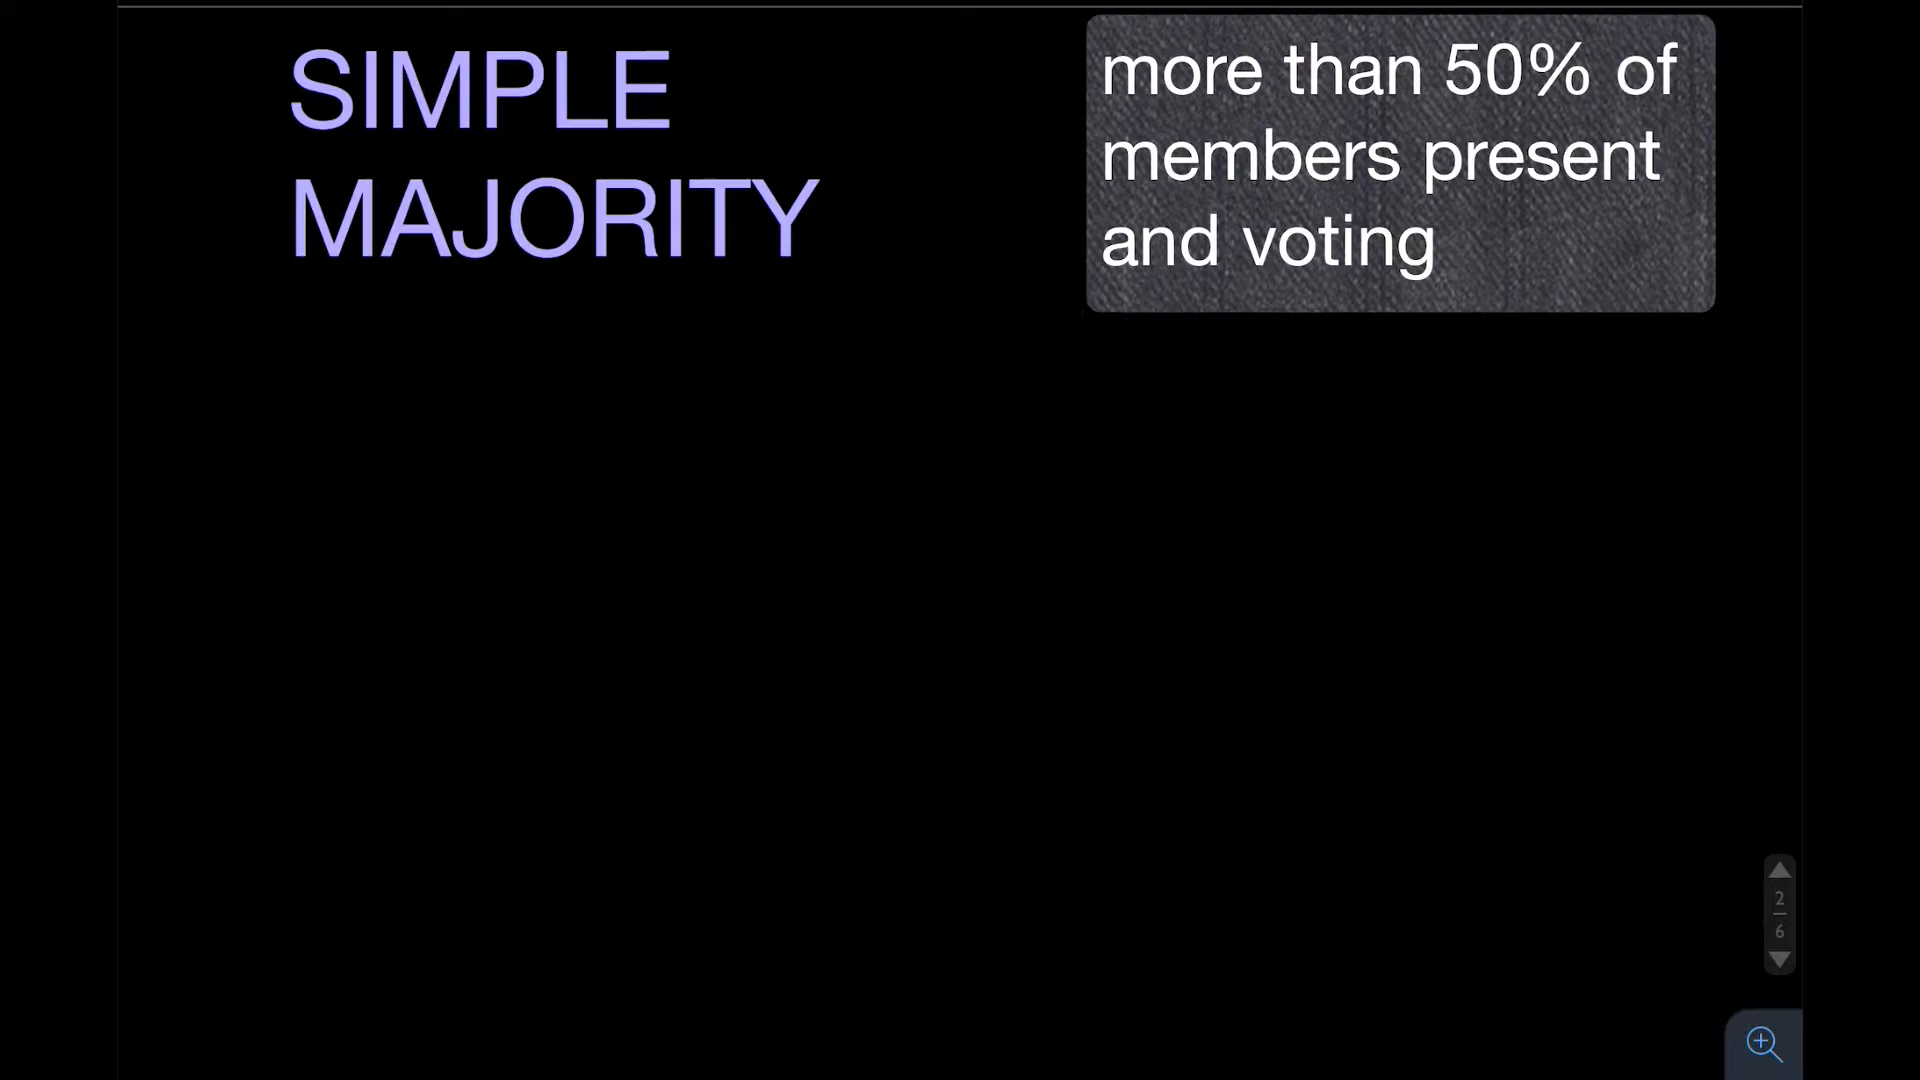 SIMPLE
MAJORITY
more than 50% of
members present
and voting
2
6